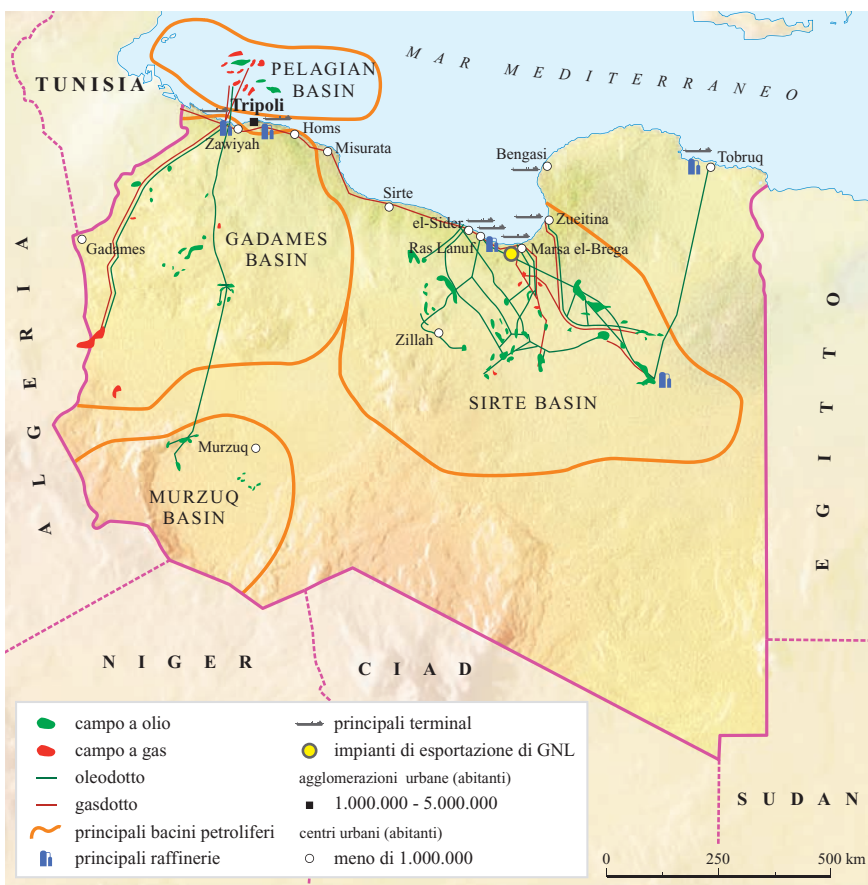 MAR MEDITERRANEO
TUNISIA
PELAGIAN
BASIN
Tripoli
Zawiyah
Homs
Misurata
Bengasi
Tobruq
Sirte
Zueitina
el-Sider
Ras Lanuf
Marsa el-Brega
Gadames
GADAMES
BASIN
Zillah
SIRTE BASIN
Murzuq
MURZUQ
BASIN
ALGERIA
EGITTO
NIGER
CIAD
SUDAN
campo a olio
campo a gas
oleodotto
gasdotto
principali bacini petroliferi
principali raffinerie
principali terminal
impianti di esportazione di GNL
agglomerazioni urbane (abitanti)
1.000.000 - 5.000.000
centri urbani (abitanti)
meno di 1.000.000
0 250 500 km